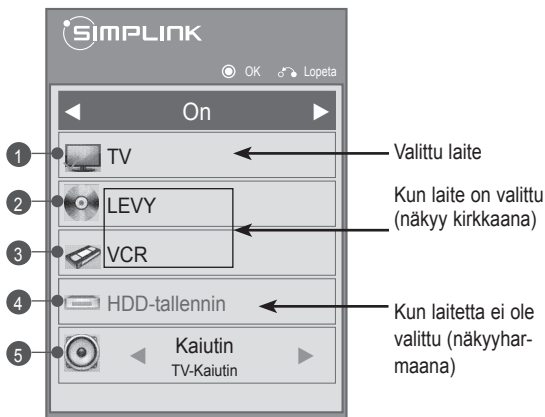 SIMPLINK
OK Lopeta
On
1 TV
Valittu laite
2 LEVY
Kun laite on valittu
(näkyy kirkkaana)
3 VCR
4 HDD-tallennin
Kun laitetta ei ole
valittu (näkyyhar-
maana)
5 Kaiutin
TV-Kaiutin